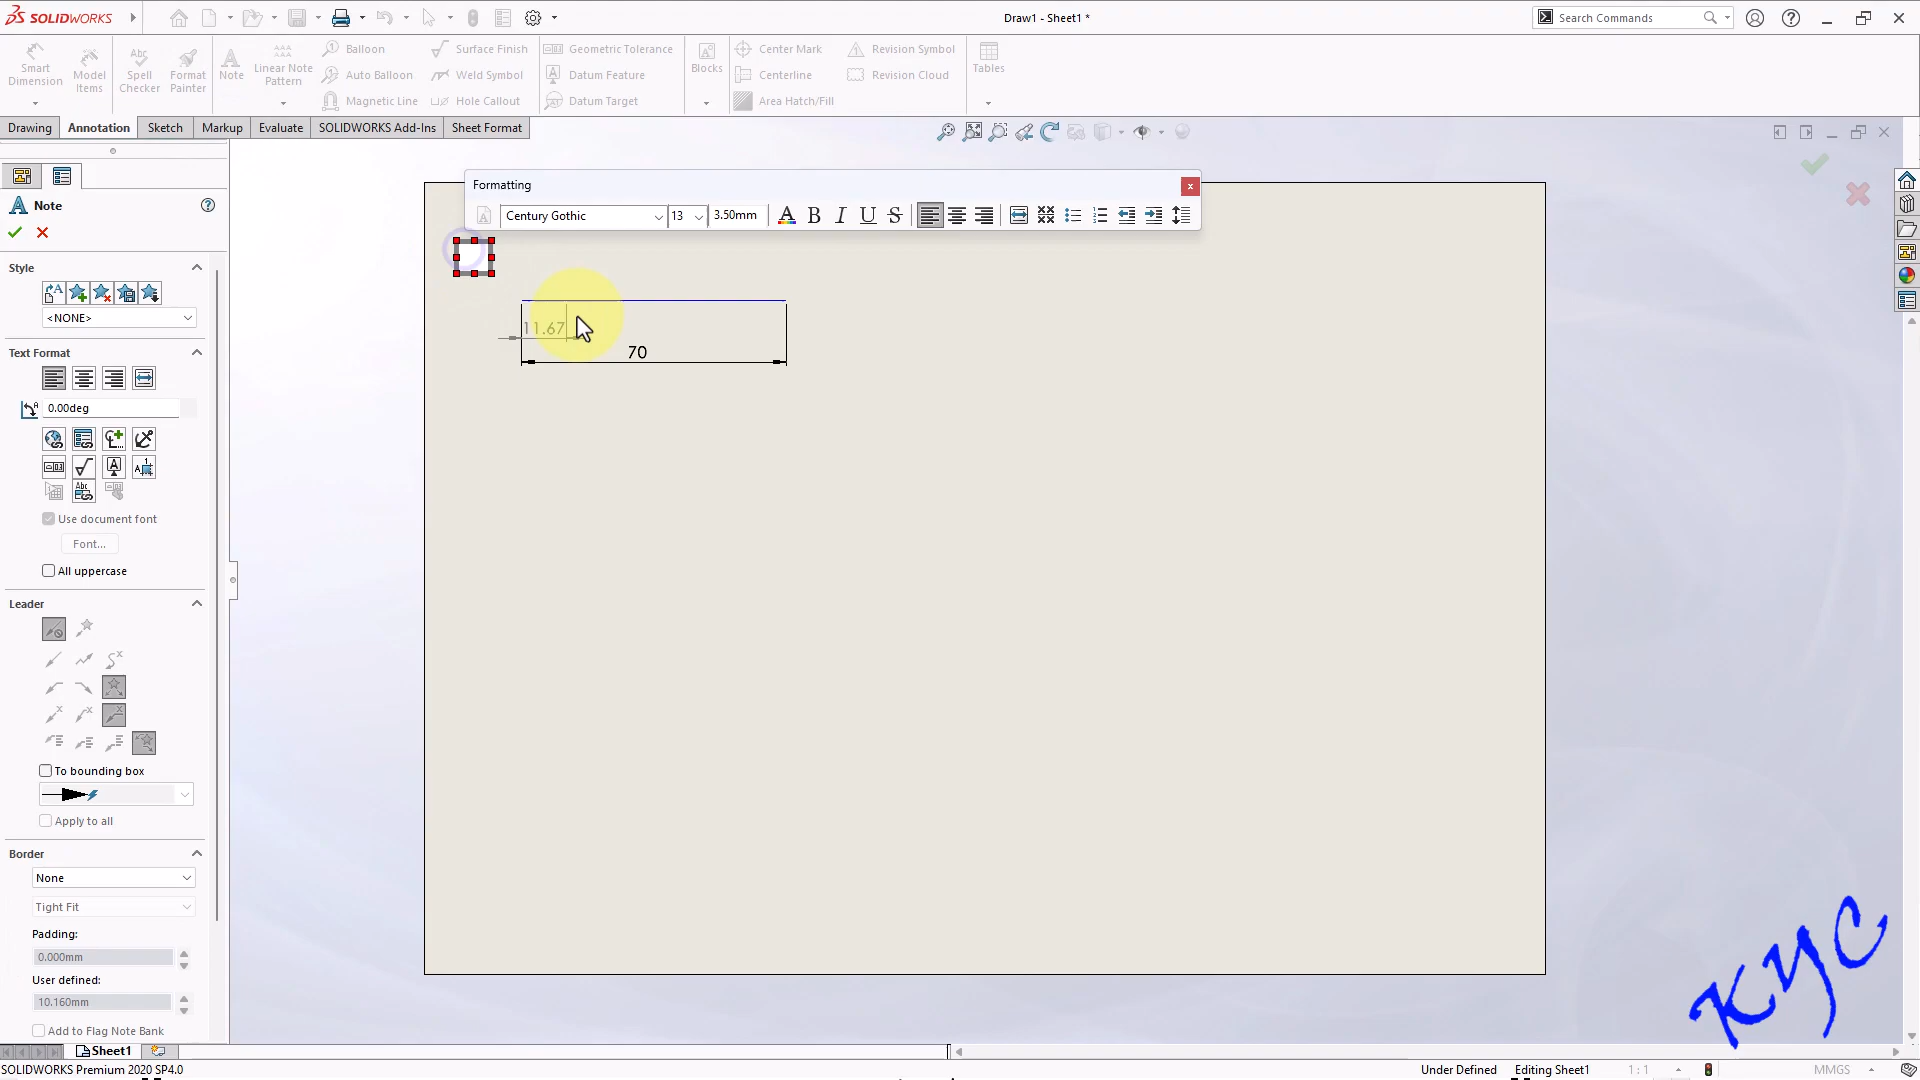 SOLIDWORKS
Draw1 - Sheet1 *
Search Commands
Smart Dimension
Model Items
Spell Checker
Format Painter
Note
Linear Note Pattern
Balloon
Auto Balloon
Magnetic Line
Surface Finish
Weld Symbol
Hole Callout
Geometric Tolerance
Datum Feature
Datum Target
Blocks
Center Mark
Centerline
Area Hatch/Fill
Revision Symbol
Revision Cloud
Tables
Drawing
Annotation
Sketch
Markup
Evaluate
SOLIDWORKS Add-Ins
Sheet Format
Formatting
Century Gothic
13
3.50mm
Note
Style
<NONE>
Text Format
0.00deg
Use document font
Font...
All uppercase
Leader
To bounding box
Apply to all
Border
None
Tight Fit
Padding:
0.000mm
User defined:
10.160mm
Add to Flag Note Bank
11.67
70
KYC
Sheet1
SOLIDWORKS Premium 2020 SP4.0
Under Defined
Editing Sheet1
1 : 1
MMGS